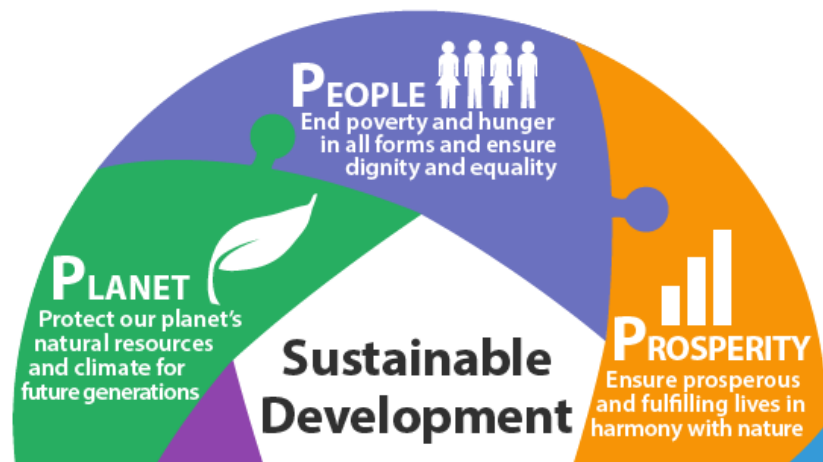 PEOPLE
End poverty and hunger
in all forms and ensure
dignity and equality
PLANET
Protect our planet's
natural resources
and climate for
future generations
PROSPERITY
Ensure prosperous
and fulfilling lives in
harmony with nature
Sustainable
Development